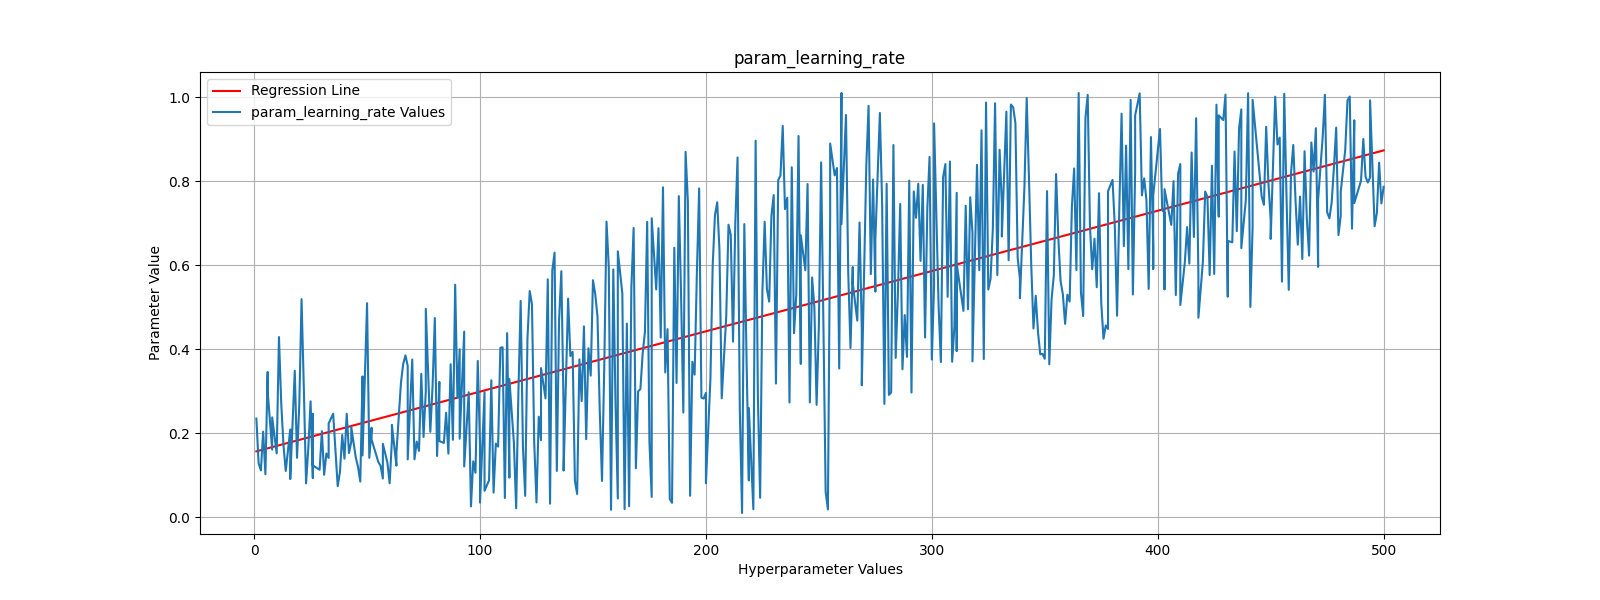 param_learning_rate
Regression Line
param_learning_rate Values
Parameter Value
1.0
0.8
0.6
0.4
0.2
0.0
0 100 200 300 400 500
Hyperparameter Values